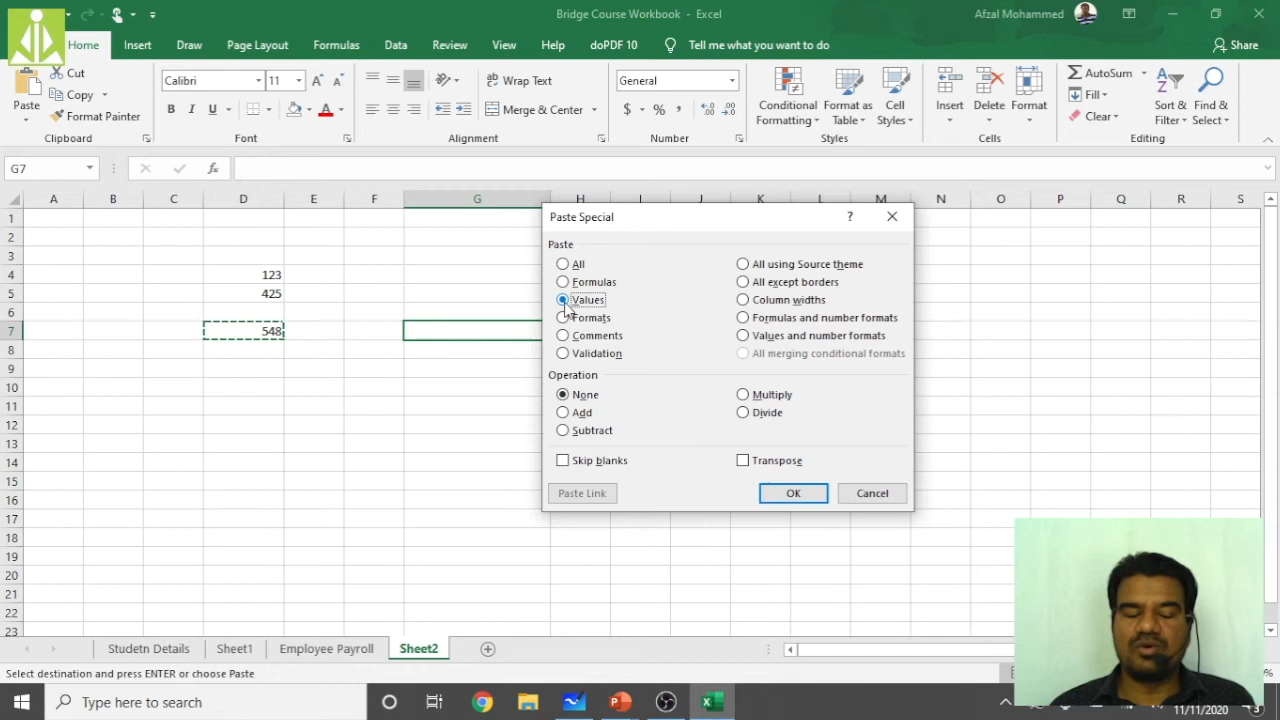 Bridge Course Workbook - Excel
Afzal Mohammed
Home Insert Draw Page Layout Formulas Data Review View Help doPDF 10 Tell me what you want to do Share
Paste
Cut
Copy
Format Painter
Clipboard
Calibri 11
B I U
Font
Wrap Text
Merge & Center
Alignment
General
$ % ,
Number
Conditional Formatting
Format as Table
Cell Styles
Styles
Insert
Delete
Format
Cells
AutoSum
Fill
Clear
Sort & Filter
Find & Select
Editing
G7
fx
A B C D E F G H I J K L M N O P Q R S
1
2
3
4 123
5 425
6
7 548
8
9
10
11
12
13
14
15
16
17
18
19
20
21
22
23
Paste Special ?
Paste
All
Formulas
Values
Formats
Comments
Validation
All using Source theme
All except borders
Column widths
Formulas and number formats
Values and number formats
All merging conditional formats
Operation
None
Add
Subtract
Multiply
Divide
Skip blanks
Transpose
Paste Link
OK
Cancel
Studetn Details Sheet1 Employee Payroll Sheet2
Select destination and press ENTER or choose Paste
Type here to search
11/11/2020